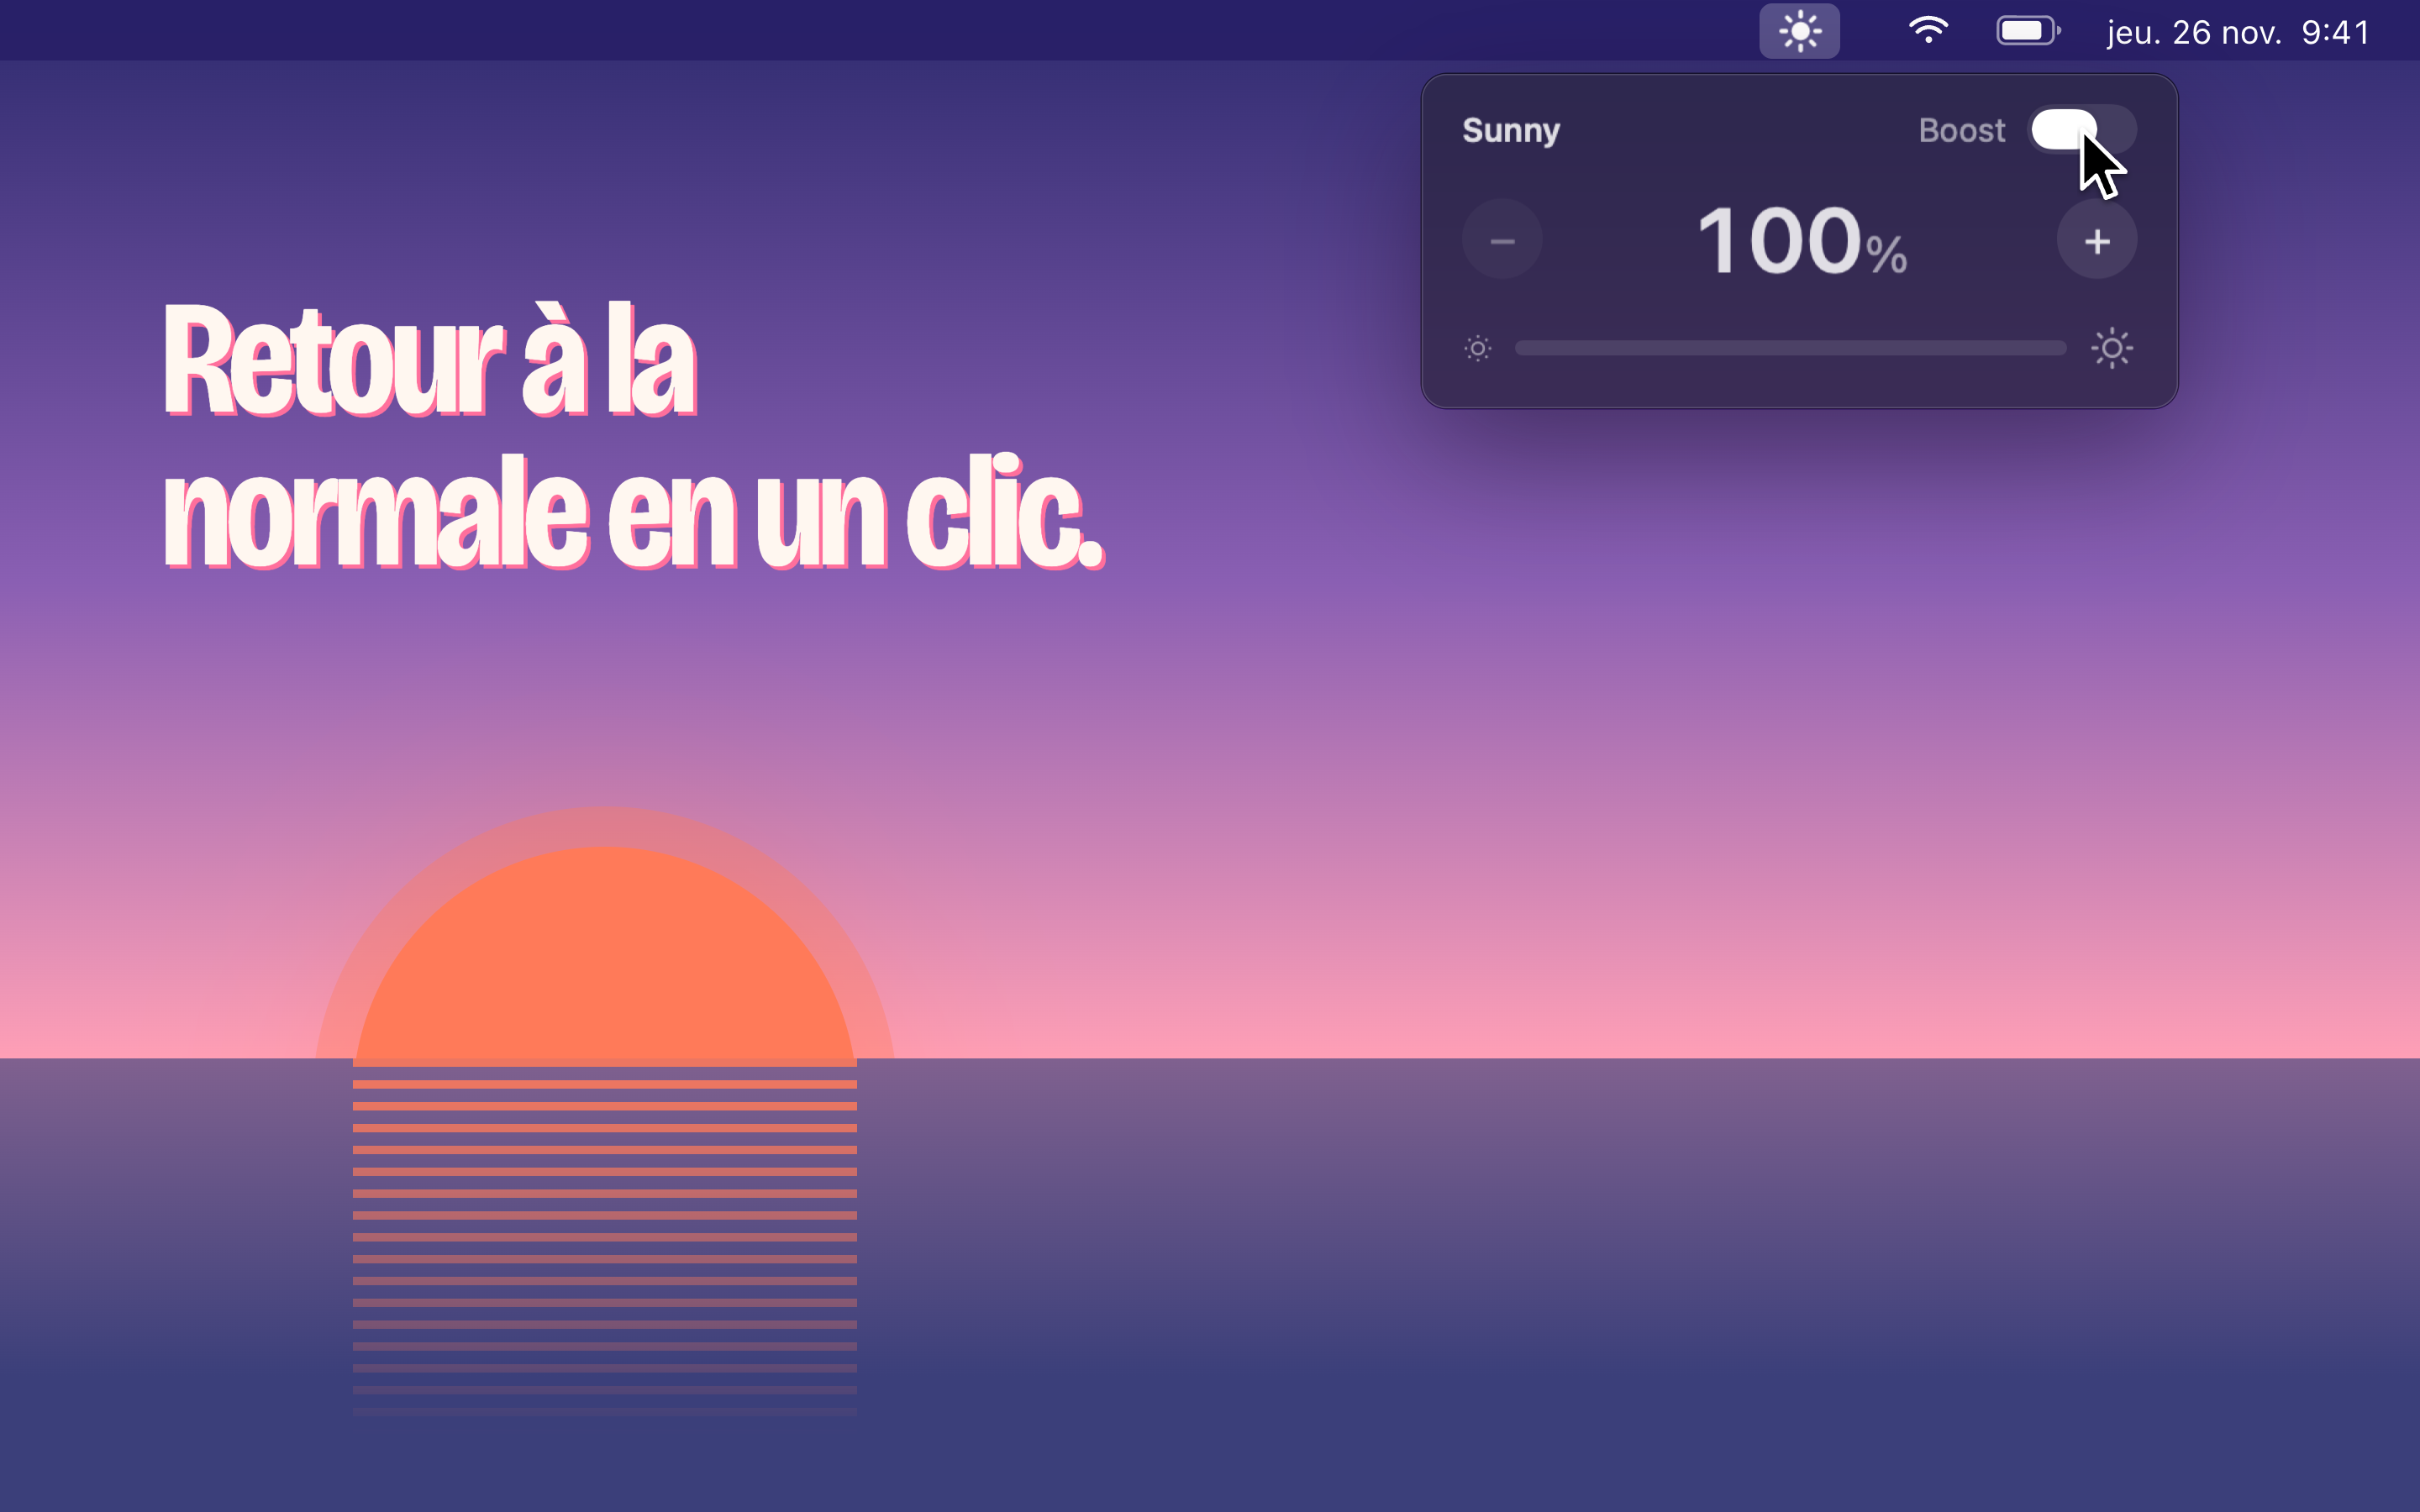 jeu. 26 nov. 9:41
Sunny
Boost
− 100% +
Retour à la
normale en un clic.